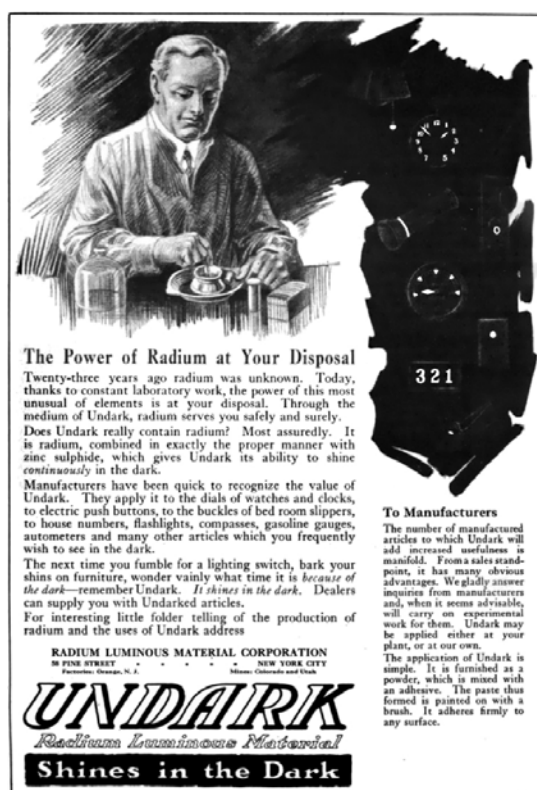 The Power of Radium at Your Disposal
Twenty-three years ago radium was unknown. Today,
thanks to constant laboratory work, the power of this most
unusual of elements is at your disposal. Through the
medium of Undark, radium serves you safely and surely.
Does Undark really contain radium? Most assuredly. It
is radium, combined in exactly the proper manner with
zinc sulphide, which gives Undark its ability to shine
continuously in the dark.
Manufacturers have been quick to recognize the value of
Undark. They apply it to the dials of watches and clocks,
to electric push buttons, to the buckles of bed room slippers,
to house numbers, flashlights, compasses, gasoline gauges,
autometers and many other articles which you frequently
wish to see in the dark.
The next time you fumble for a lighting switch, bark your
shins on furniture, wonder vainly what time it is because of
the dark—remember Undark. It shines in the dark. Dealers
can supply you with Undarked articles.
For interesting little folder telling of the production of
radium and the uses of Undark address
RADIUM LUMINOUS MATERIAL CORPORATION
58 PINE STREET . . . . . NEW YORK CITY
Factories: Orange, N. J. Mines: Colorado and Utah
UNDARK
Radium Luminous Material
Shines in the Dark
321
To Manufacturers
The number of manufactured
articles to which Undark will
add increased usefulness is
manifold. From a sales stand-
point, it has many obvious
advantages. We gladly answer
inquiries from manufacturers
and, when it seems advisable,
will carry on experimental
work for them. Undark may
be applied either at your
plant, or at our own.
The application of Undark is
simple. It is furnished as a
powder, which is mixed with
an adhesive. The paste thus
formed is painted on with a
brush. It adheres firmly to
any surface.